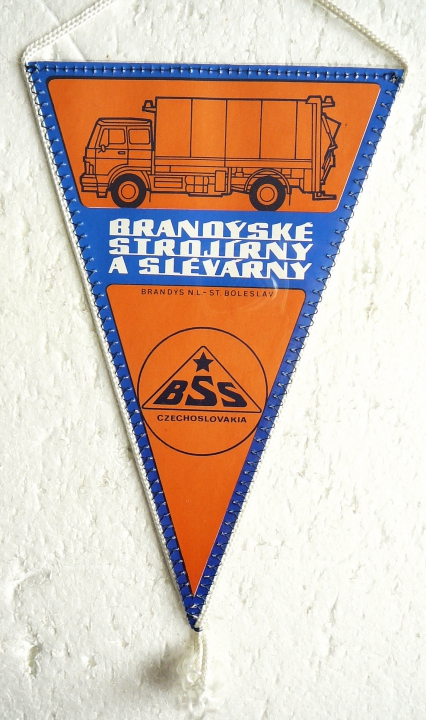 BRANDÝSKÉ
STROJÍRNY
A SLÉVÁRNY
BRANDÝS N.L - ST. BOLESLAV
BSS
CZECHOSLOVAKIA